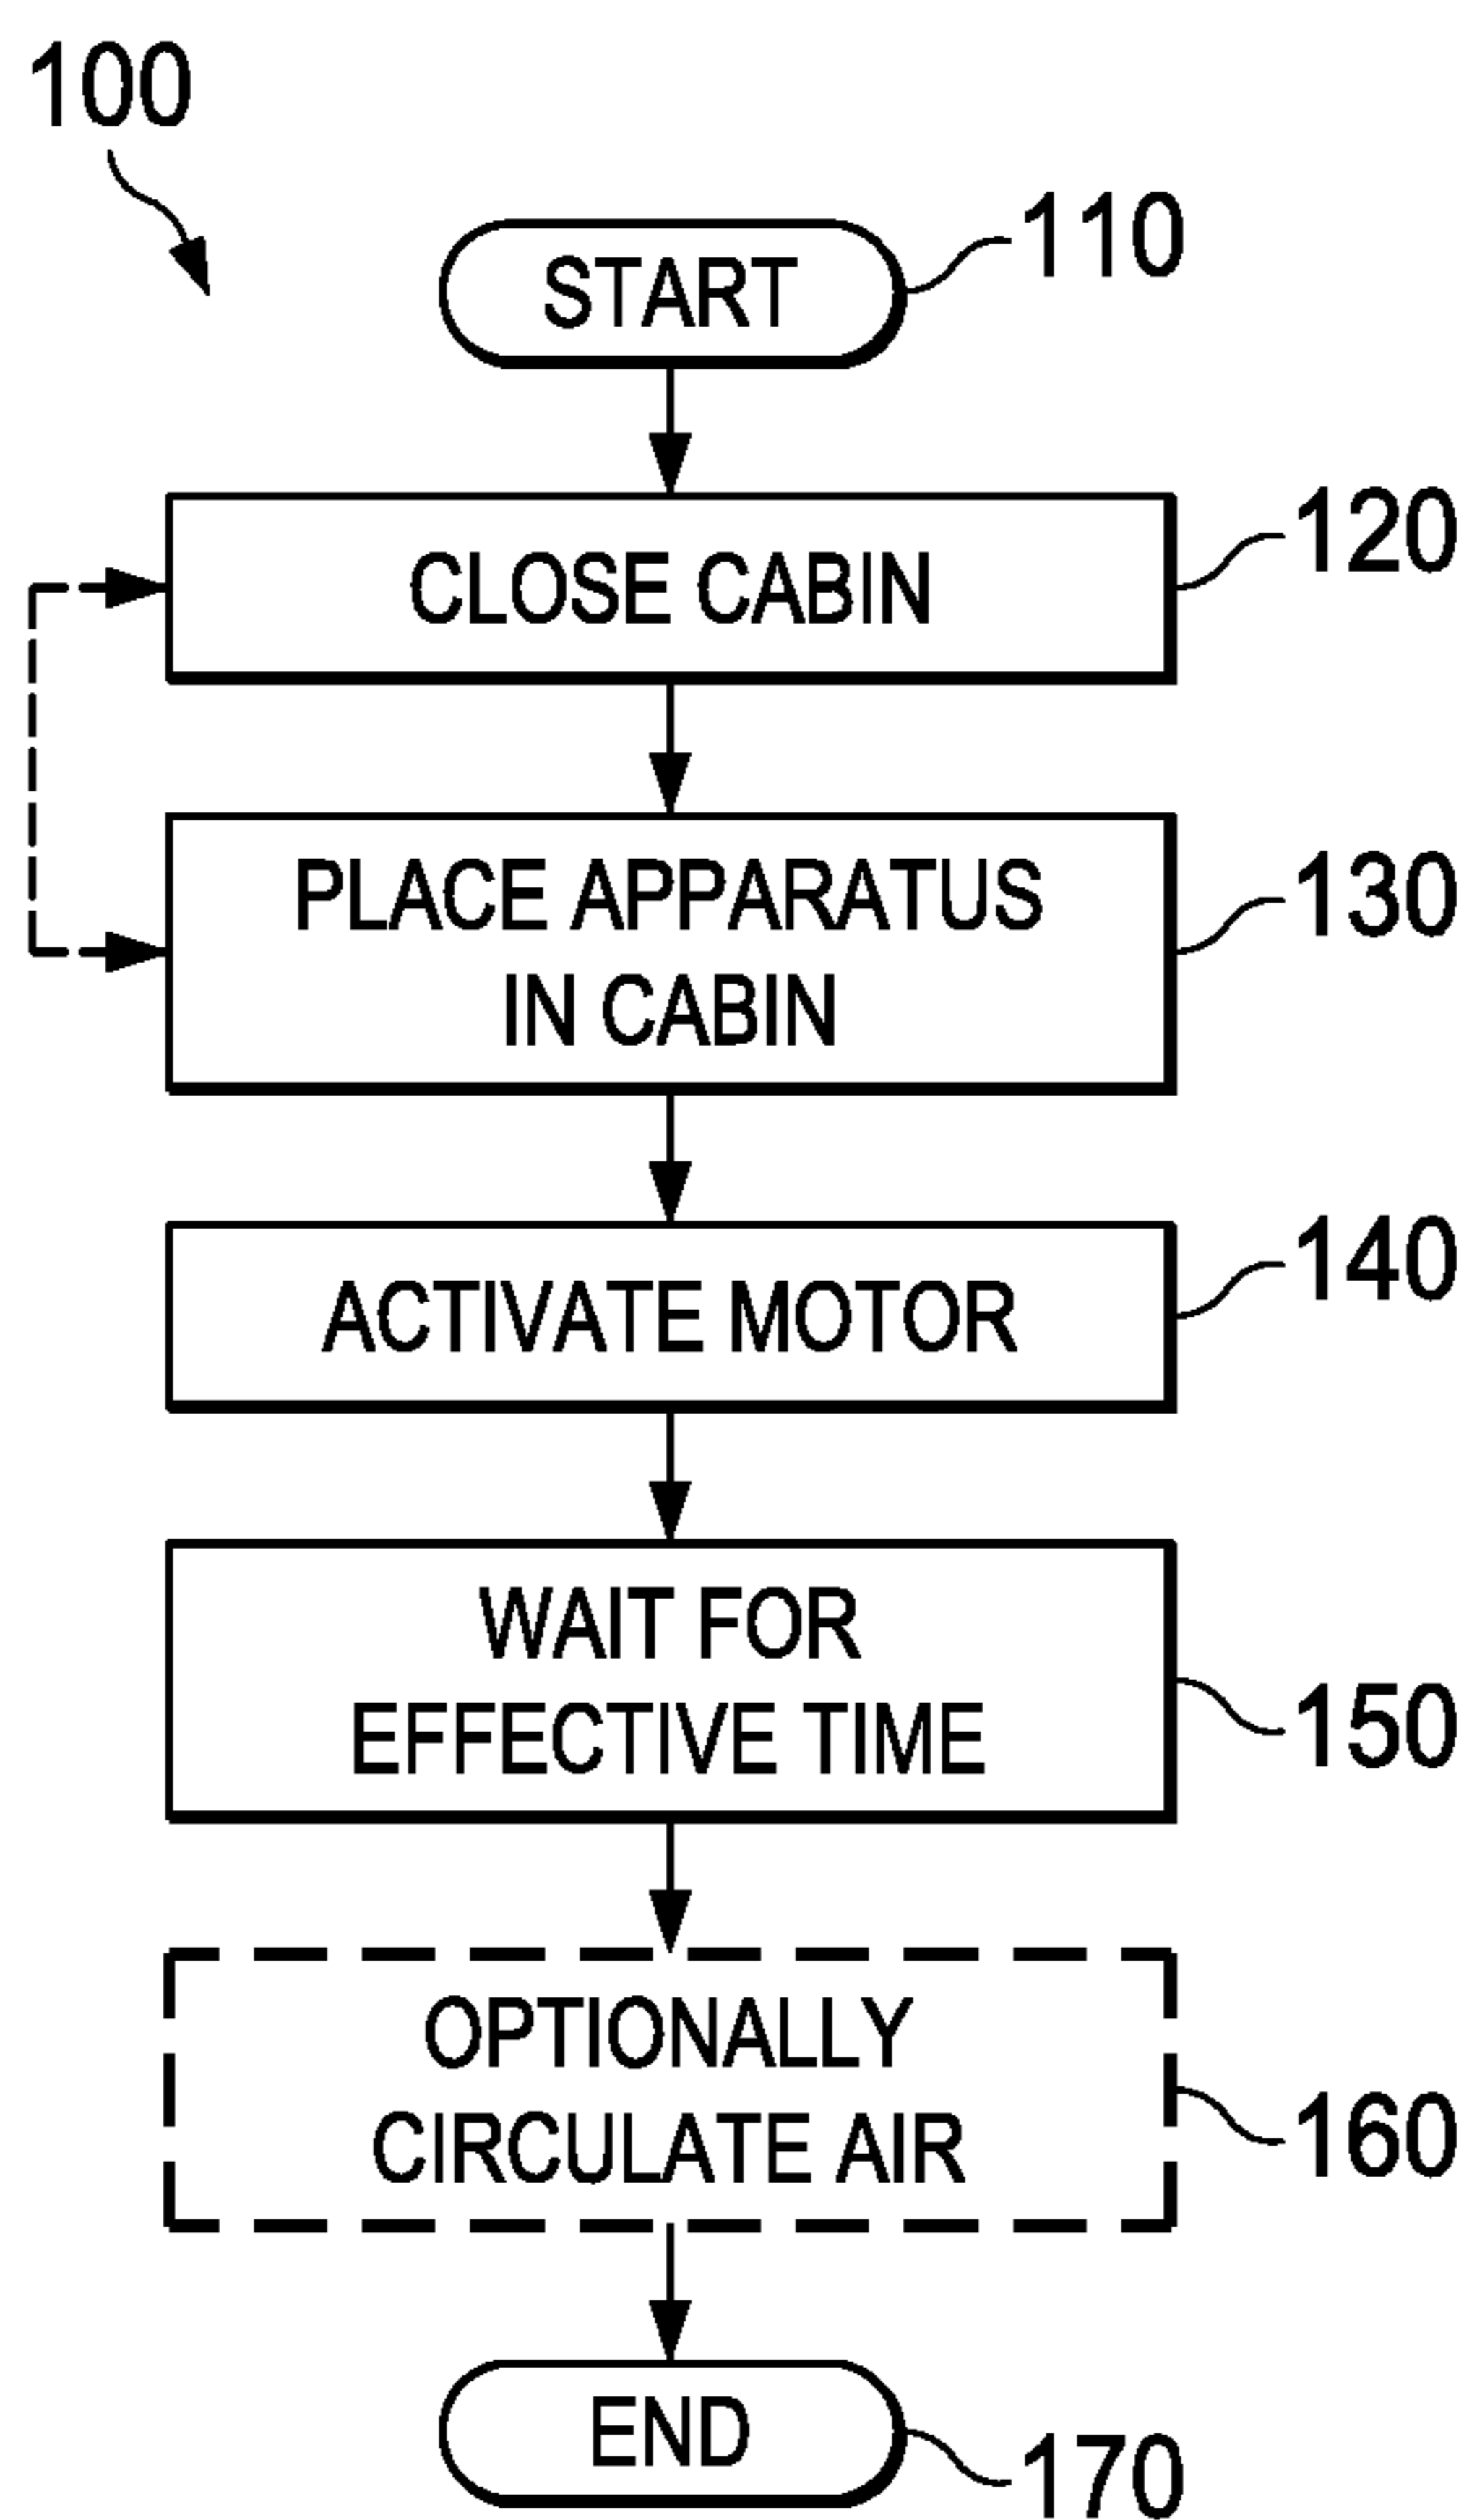 100
START
110
CLOSE CABIN
120
PLACE APPARATUS
IN CABIN
130
ACTIVATE MOTOR
140
WAIT FOR
EFFECTIVE TIME
150
OPTIONALLY
CIRCULATE AIR
160
END
170